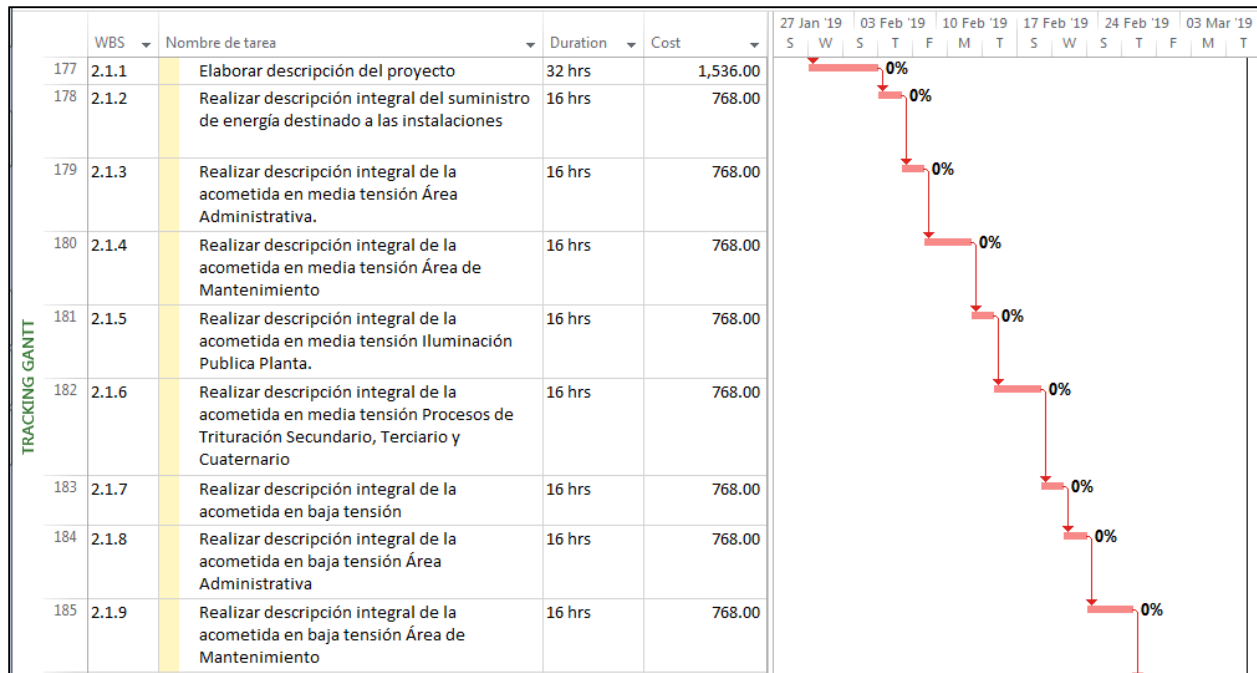 27 Jan '19 03 Feb '19 10 Feb '19 17 Feb '19 24 Feb '19 03 Mar '19
WBS Nombre de tarea Duration Cost S W S T F M T S W S T F M T
177 2.1.1 Elaborar descripción del proyecto 32 hrs 1,536.00 0%
178 2.1.2 Realizar descripción integral del suministro 16 hrs 768.00 0%
de energía destinado a las instalaciones
179 2.1.3 Realizar descripción integral de la 16 hrs 768.00 0%
acometida en media tensión Área
Administrativa.
180 2.1.4 Realizar descripción integral de la 16 hrs 768.00 0%
acometida en media tensión Área de
Mantenimiento
181 2.1.5 Realizar descripción integral de la 16 hrs 768.00 0%
acometida en media tensión Iluminación
Publica Planta.
182 2.1.6 Realizar descripción integral de la 16 hrs 768.00 0%
acometida en media tensión Procesos de
Trituración Secundario, Terciario y
Cuaternario
183 2.1.7 Realizar descripción integral de la 16 hrs 768.00 0%
acometida en baja tensión
184 2.1.8 Realizar descripción integral de la 16 hrs 768.00 0%
acometida en baja tensión Área
Administrativa
185 2.1.9 Realizar descripción integral de la 16 hrs 768.00 0%
acometida en baja tensión Área de
Mantenimiento
TRACKING GANTT